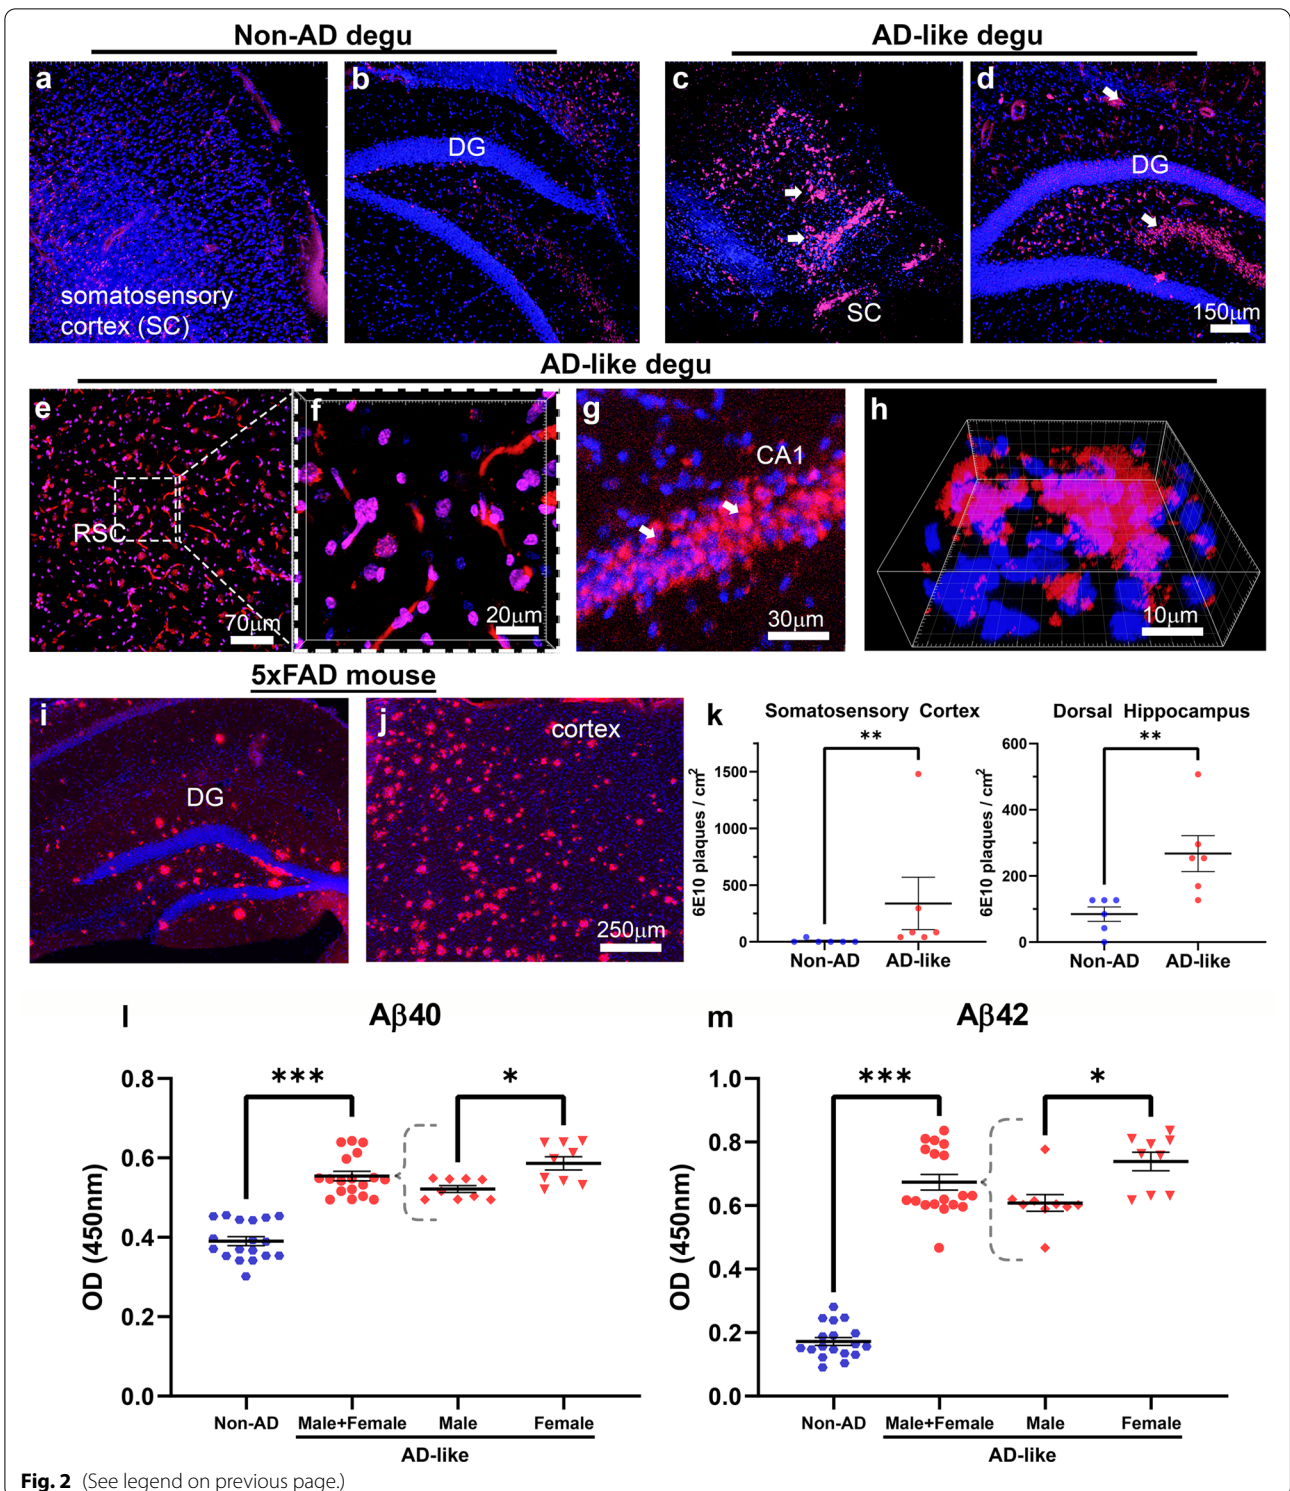 Non-AD degu
AD-like degu
a
b
c
d
DG
DG
somatosensory
cortex (SC)
SC
150μm
AD-like degu
e
f
g
h
CA1
RSC
70μm
20μm
30μm
10μm
5xFAD mouse
i
j
cortex
DG
250μm
k
Somatosensory Cortex
**
6E10 plaques / cm2
1500
1000
500
0
Non-AD
AD-like
Dorsal Hippocampus
**
6E10 plaques / cm2
600
400
200
0
Non-AD
AD-like
l
Aβ40
***
*
OD (450nm)
0.8
0.6
0.4
0.2
0.0
Non-AD
Male+Female
Male
Female
AD-like
m
Aβ42
***
*
OD (450nm)
1.0
0.8
0.6
0.4
0.2
0.0
Non-AD
Male+Female
Male
Female
AD-like
Fig. 2 (See legend on previous page.)